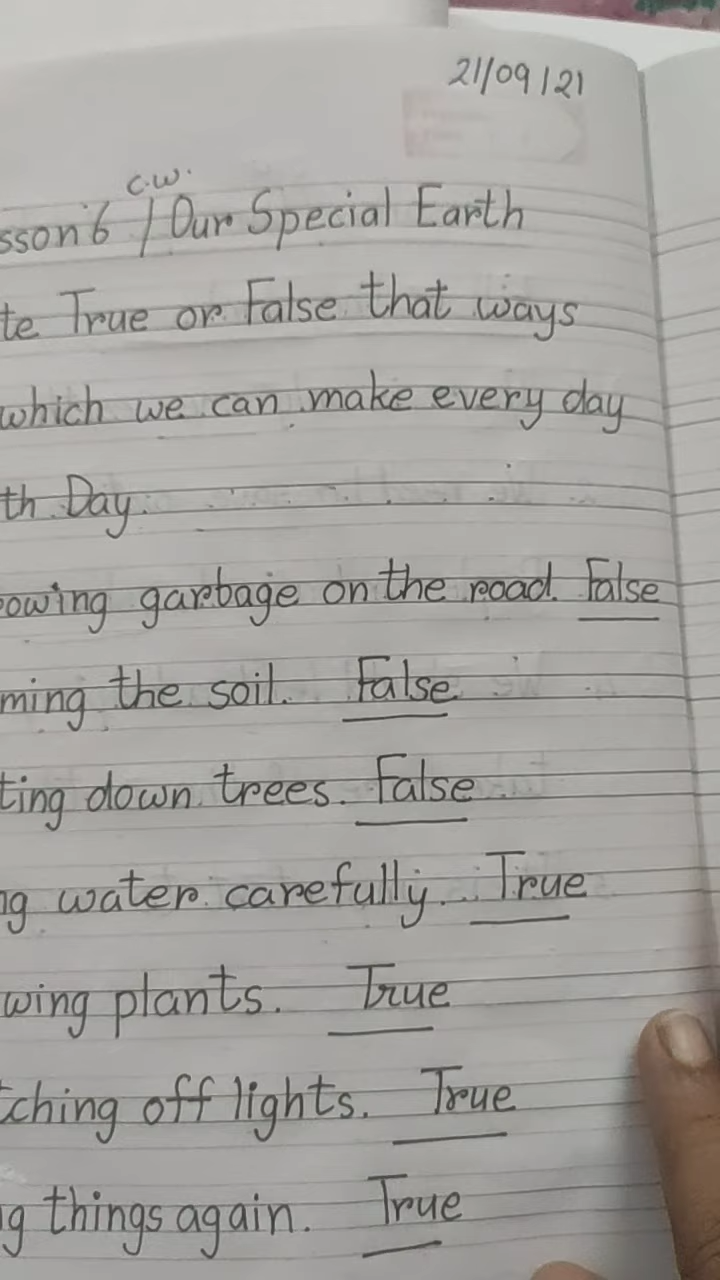 21/09/21
c.w.
sson 6 / Our Special Earth
te True or False that ways
which we can make every day
th Day.
owing garbage on the road. False
ming the soil. False
ting down trees. False
ng water carefully. True
wing plants. True
tching off lights. True
g things again. True